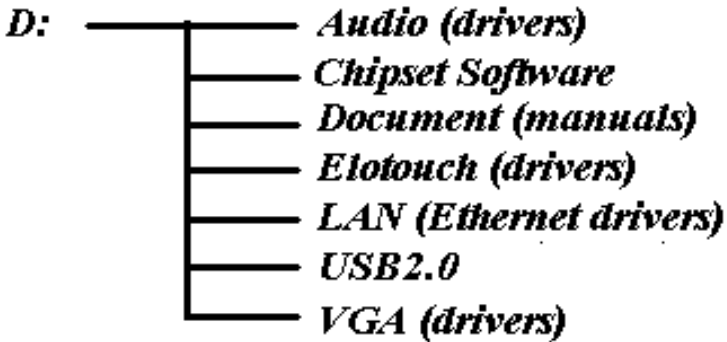 D:
Audio (drivers)
Chipset Software
Document (manuals)
Elotouch (drivers)
LAN (Ethernet drivers)
USB2.0
VGA (drivers)